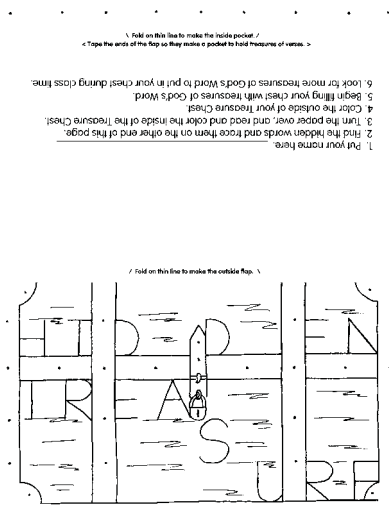 \ Fold on thin line to make the inside pocket. /
< Tape the ends of the flap so they make a pocket to hold treasures of verses. >
1. Put your name here.
2. Find the hidden words and trace them on the other end of this page.
3. Turn the paper over, and read and color the inside of the Treasure Chest.
4. Color the outside of your Treasure Chest.
5. Begin filling your chest with treasures of God's Word.
6. Look for more treasures of God's Word to put in your chest during class time.
/ Fold on thin line to make the outside flap. \
HIDDEN
TREA
S
URE